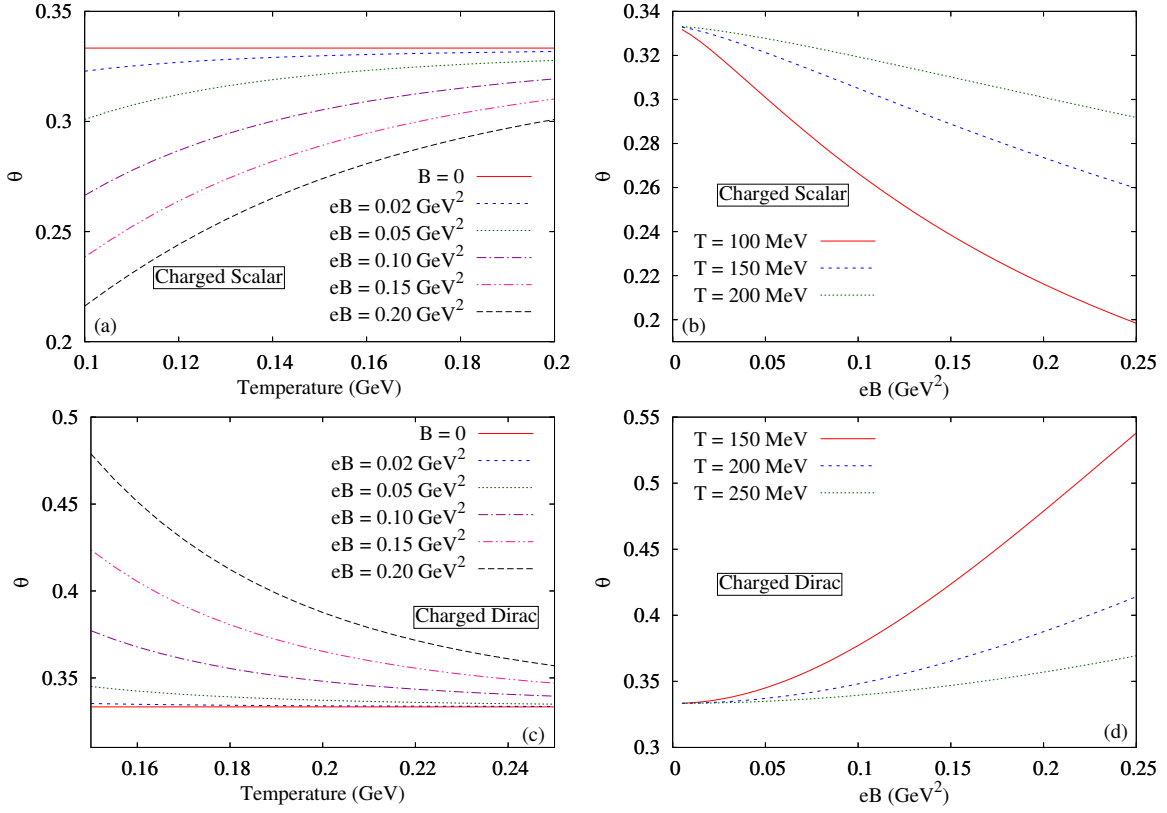 0.35
0.3
0.25
0.2
θ
B = 0
eB = 0.02 GeV²
eB = 0.05 GeV²
eB = 0.10 GeV²
eB = 0.15 GeV²
eB = 0.20 GeV²
Charged Scalar
(a)
0.1 0.12 0.14 0.16 0.18 0.2
Temperature (GeV)
0.34
0.32
0.3
0.28
0.26
0.24
0.22
0.2
θ
Charged Scalar
T = 100 MeV
T = 150 MeV
T = 200 MeV
(b)
0 0.05 0.1 0.15 0.2 0.25
eB (GeV²)
0.5
0.45
0.4
0.35
θ
B = 0
eB = 0.02 GeV²
eB = 0.05 GeV²
eB = 0.10 GeV²
eB = 0.15 GeV²
eB = 0.20 GeV²
Charged Dirac
(c)
0.16 0.18 0.2 0.22 0.24
Temperature (GeV)
0.55
0.5
0.45
0.4
0.35
0.3
θ
T = 150 MeV
T = 200 MeV
T = 250 MeV
Charged Dirac
(d)
0 0.05 0.1 0.15 0.2 0.25
eB (GeV²)